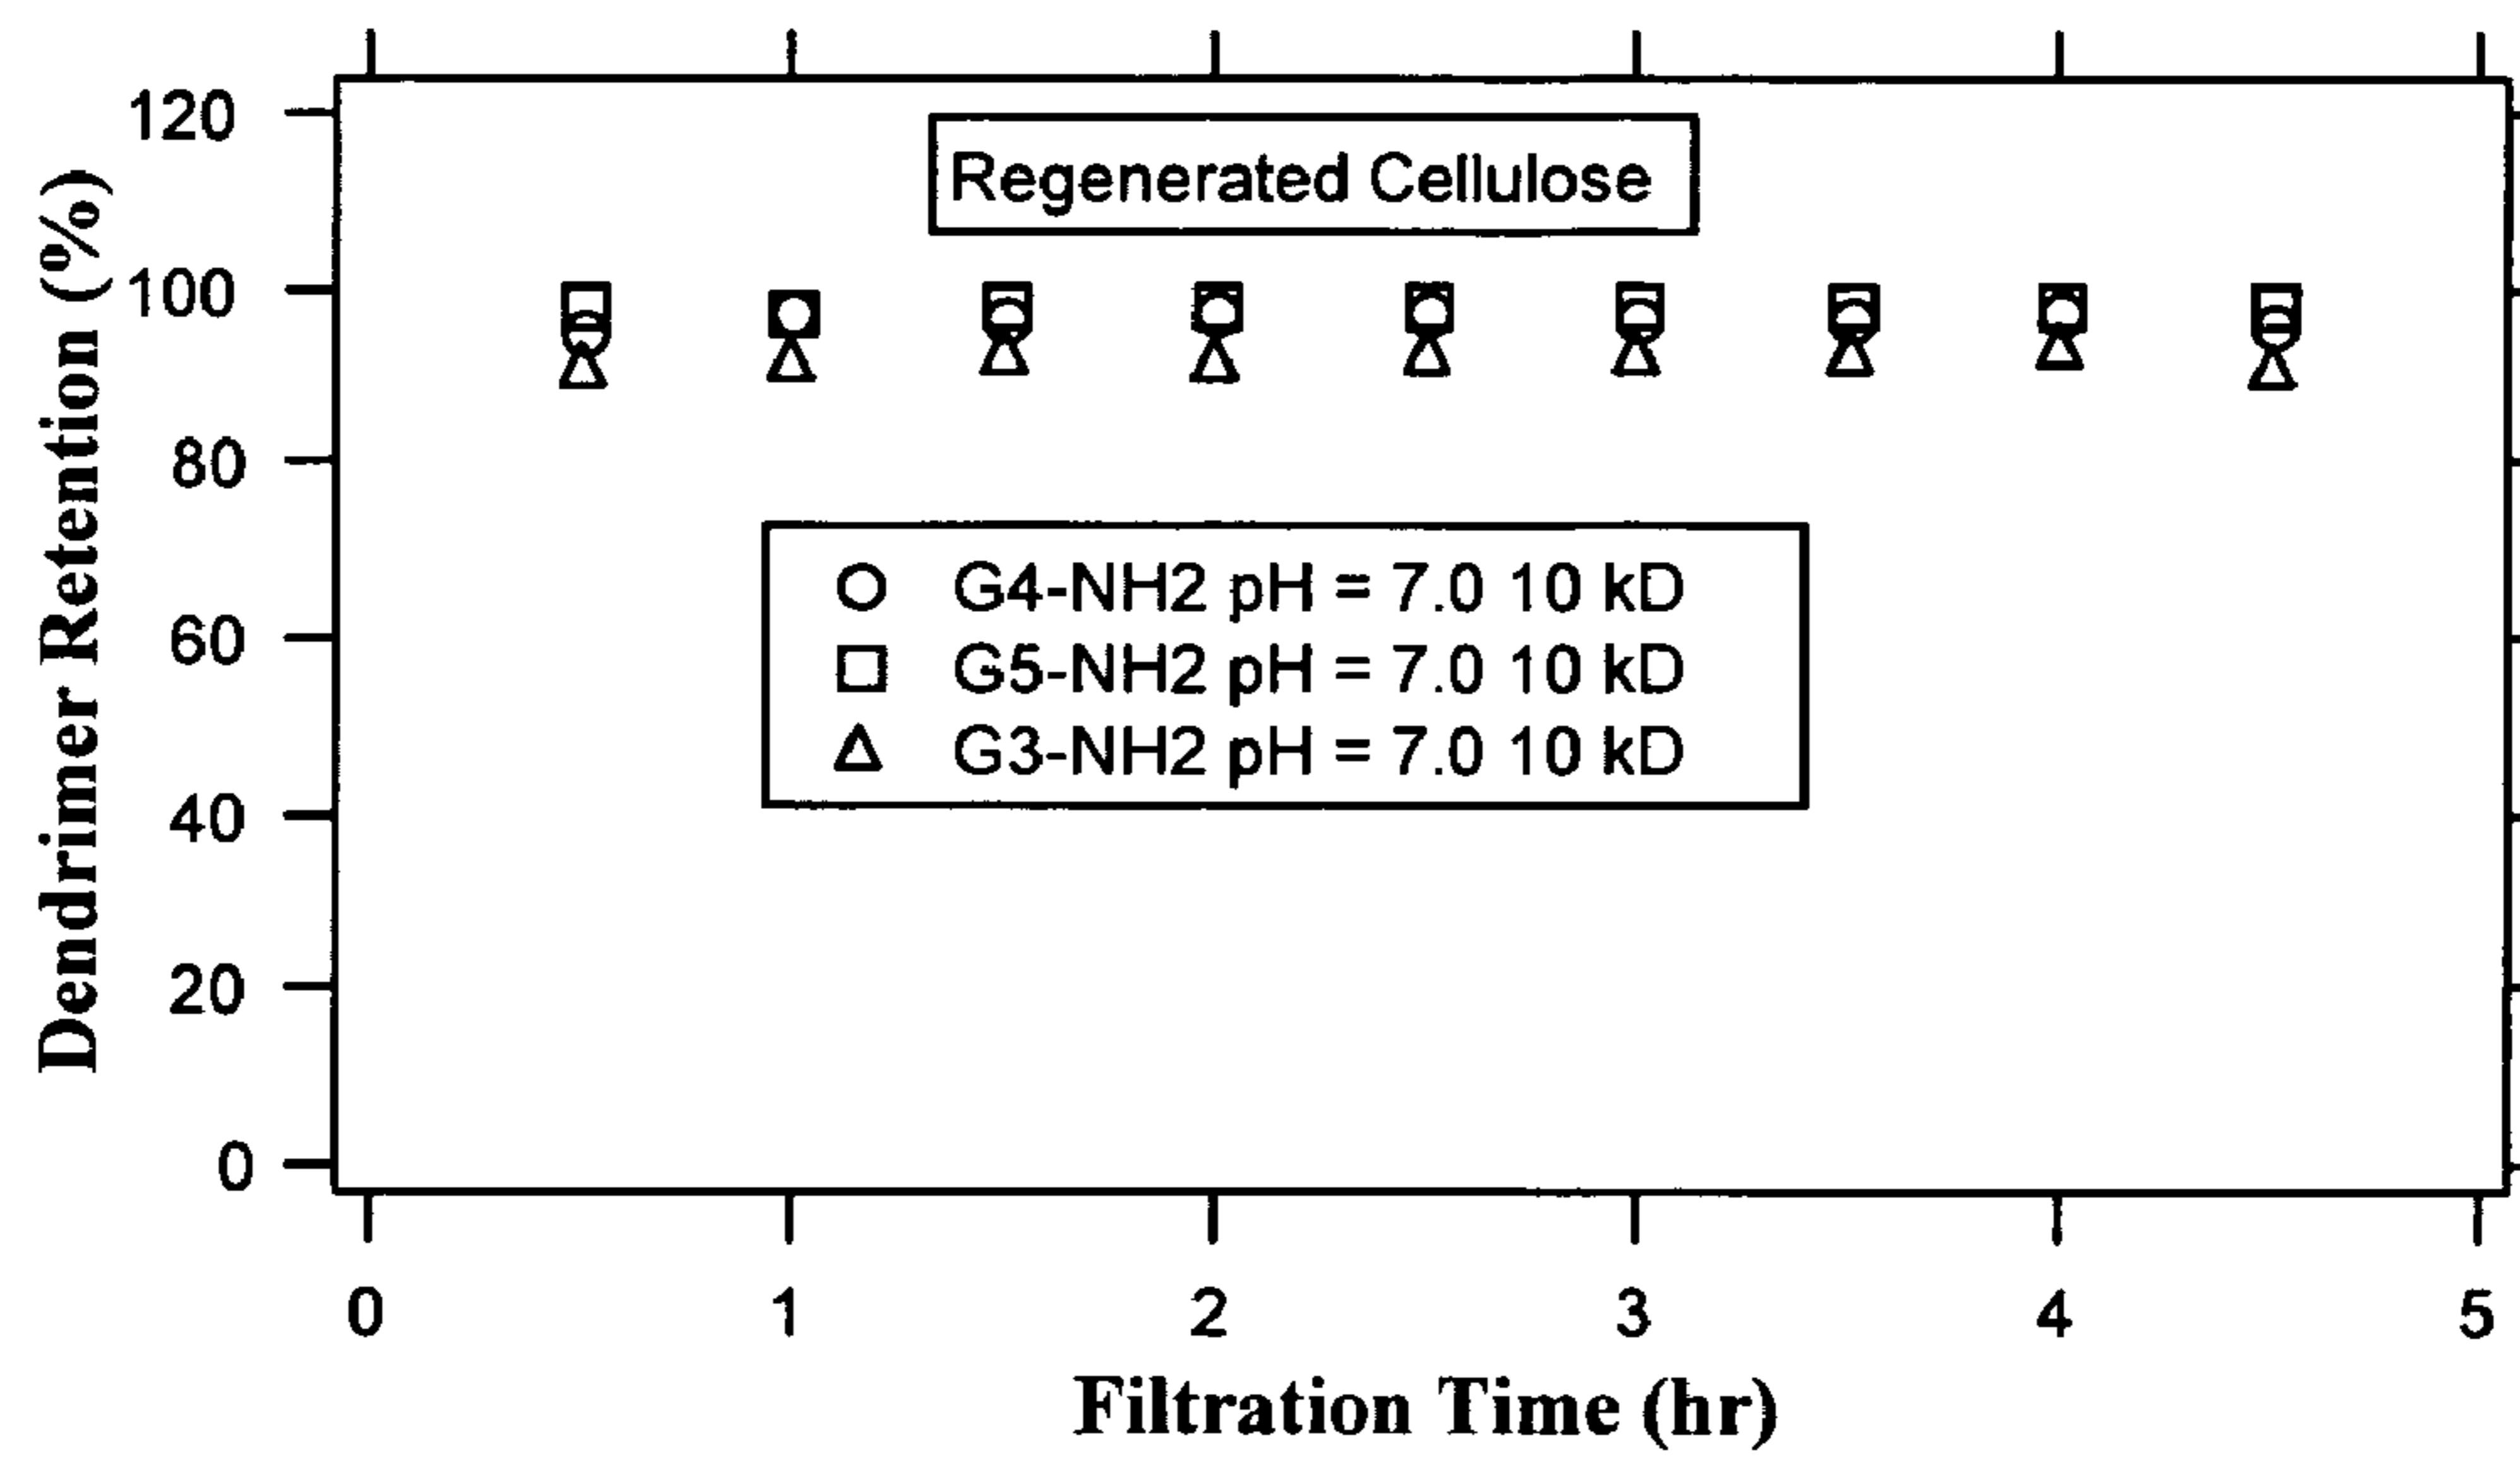 Dendrimer Retention (%)
120
100
80
60
40
20
0
Regenerated Cellulose
G4-NH2 pH = 7.0 10 kD
G5-NH2 pH = 7.0 10 kD
G3-NH2 pH = 7.0 10 kD
0 1 2 3 4 5
Filtration Time (hr)